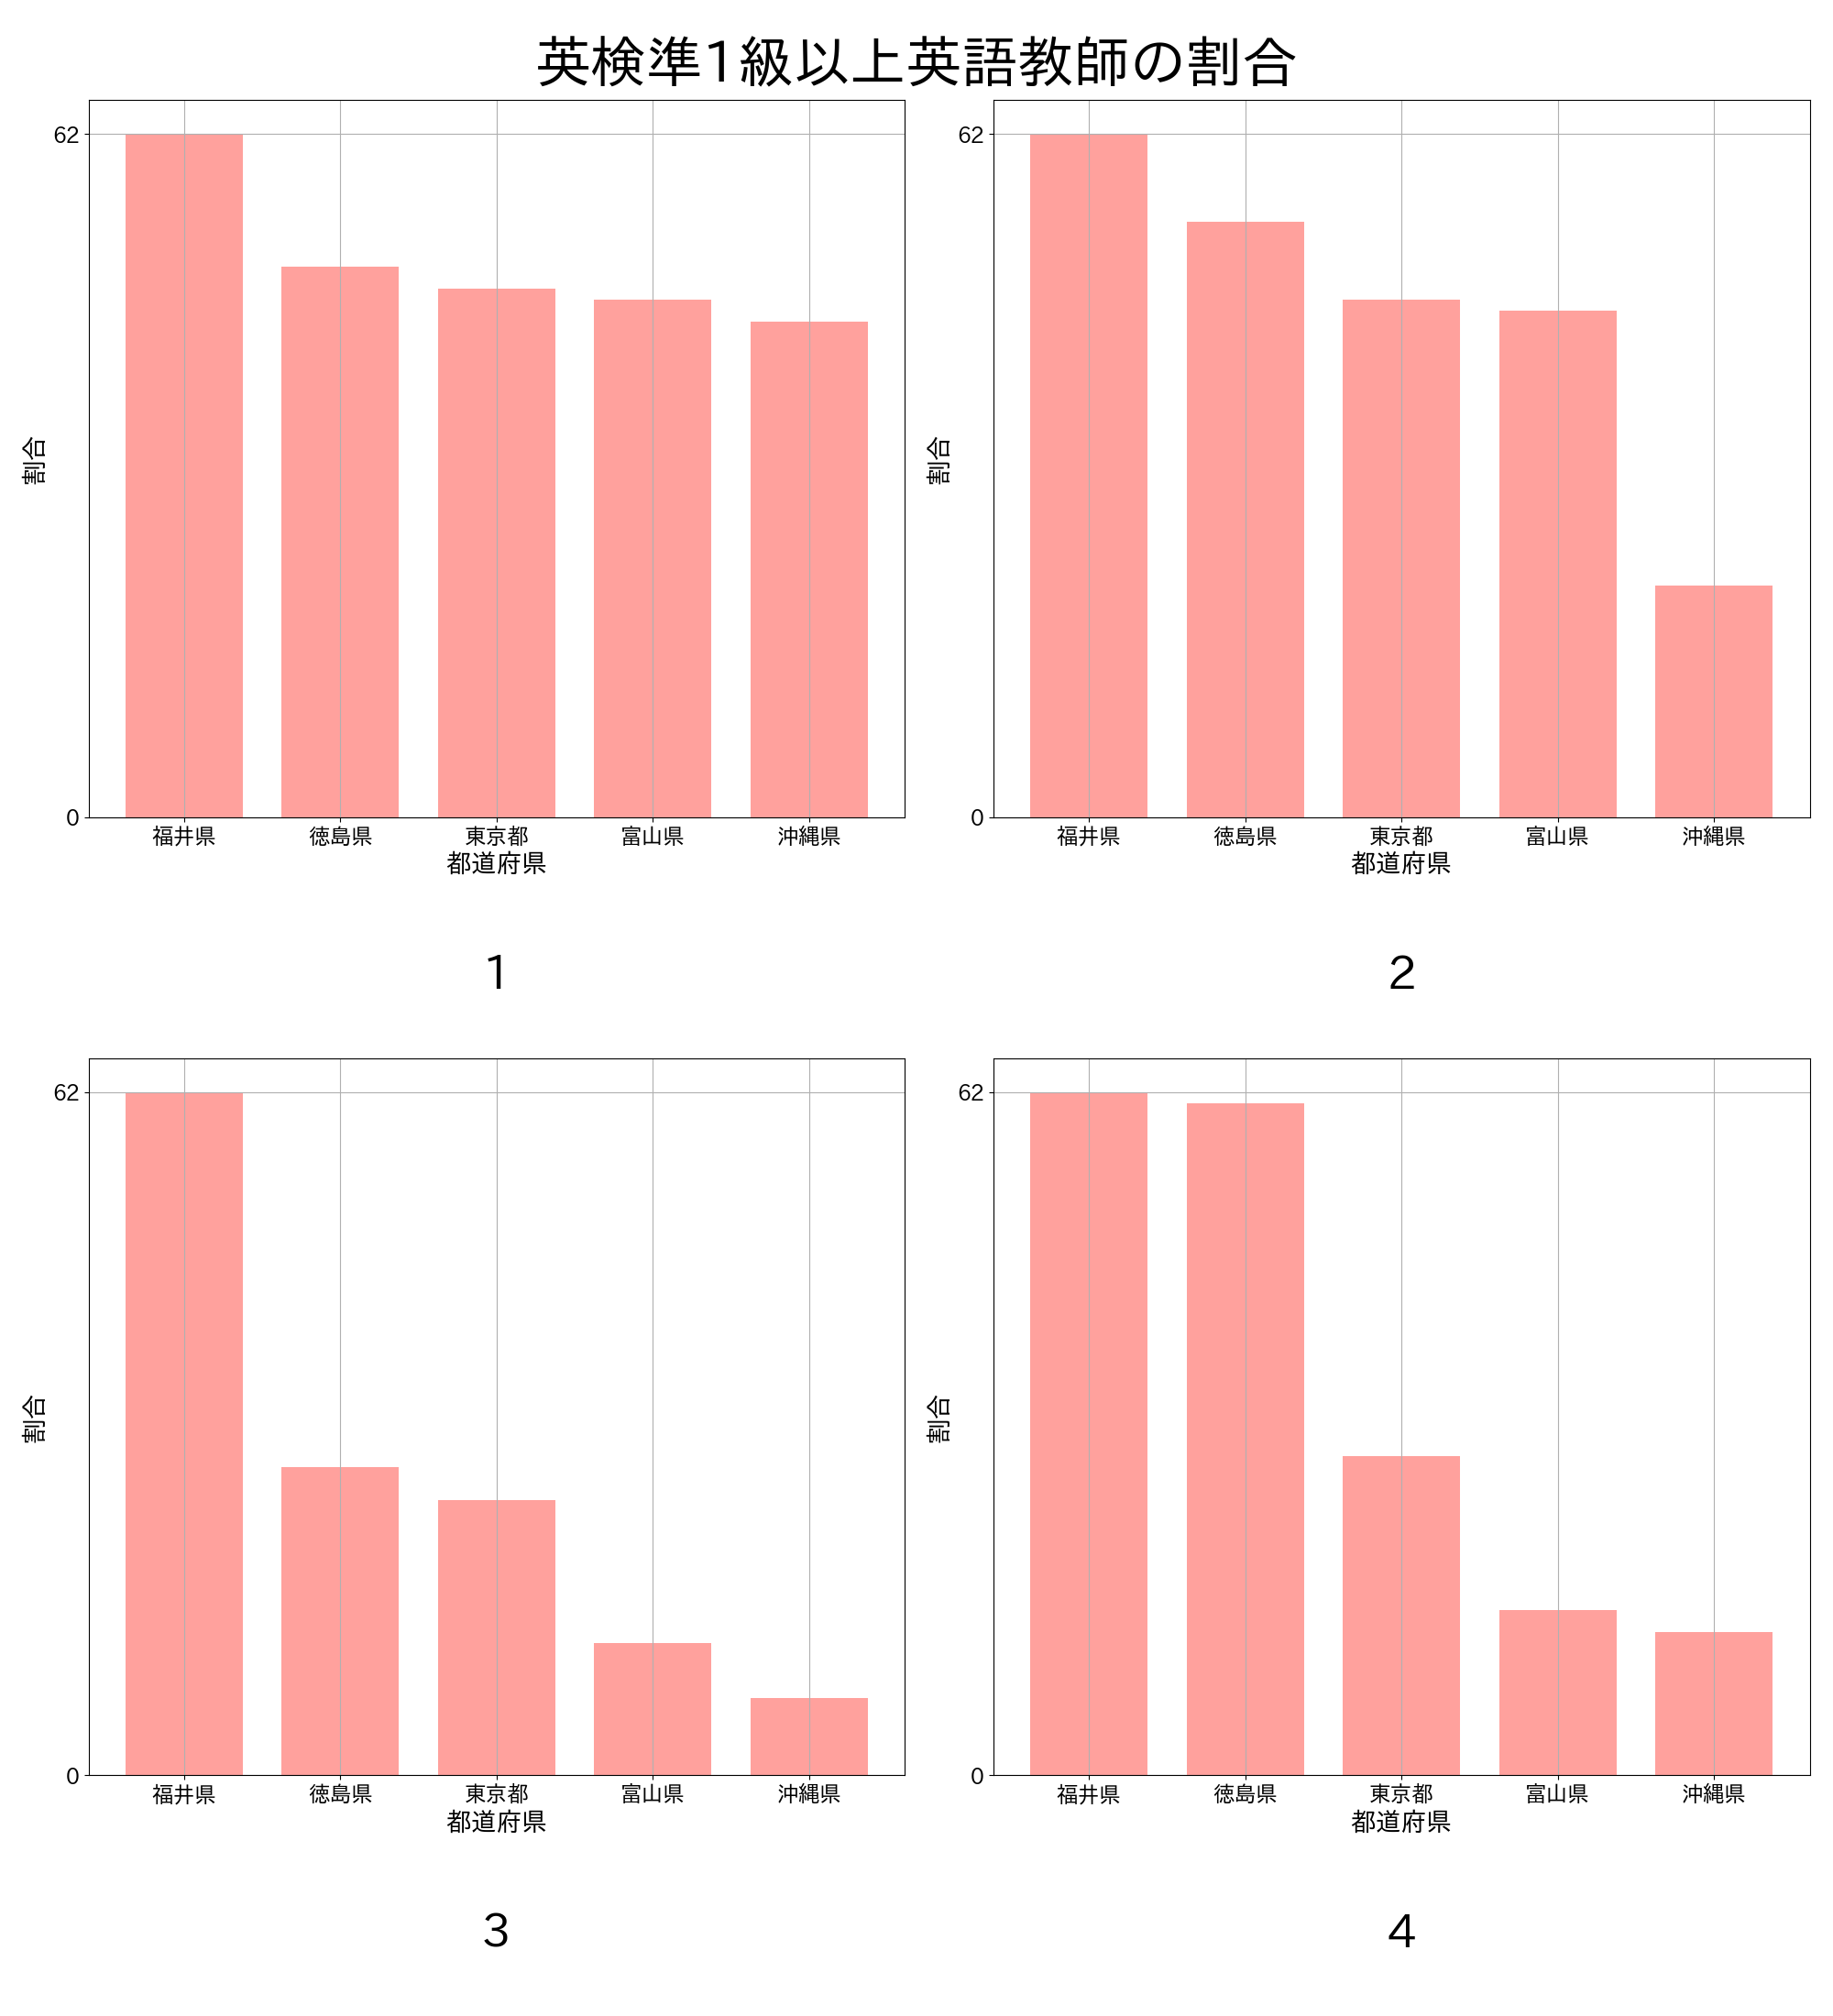 英検準1級以上英語教師の割合
62
0
割合
福井県 徳島県 東京都 富山県 沖縄県
都道府県
1
62
0
割合
福井県 徳島県 東京都 富山県 沖縄県
都道府県
2
62
0
割合
福井県 徳島県 東京都 富山県 沖縄県
都道府県
3
62
0
割合
福井県 徳島県 東京都 富山県 沖縄県
都道府県
4